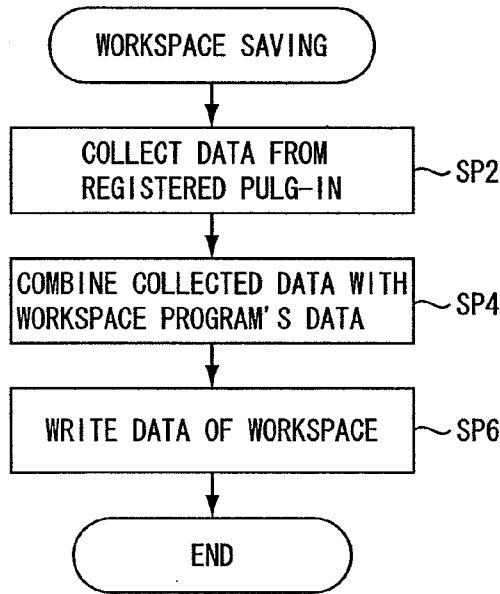 WORKSPACE SAVING
COLLECT DATA FROM
REGISTERED PULG-IN
SP2
COMBINE COLLECTED DATA WITH
WORKSPACE PROGRAM'S DATA
SP4
WRITE DATA OF WORKSPACE
SP6
END